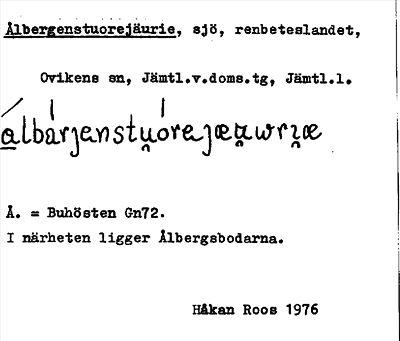 Ålbergenstuorejäurie, sjö, renbeteslandet,
Ovikens sn, Jämtl.v.doms.tg, Jämtl.l.
Å. = Buhösten Gn72.
I närheten ligger Ålbergsbodarna.
Håkan Roos 1976